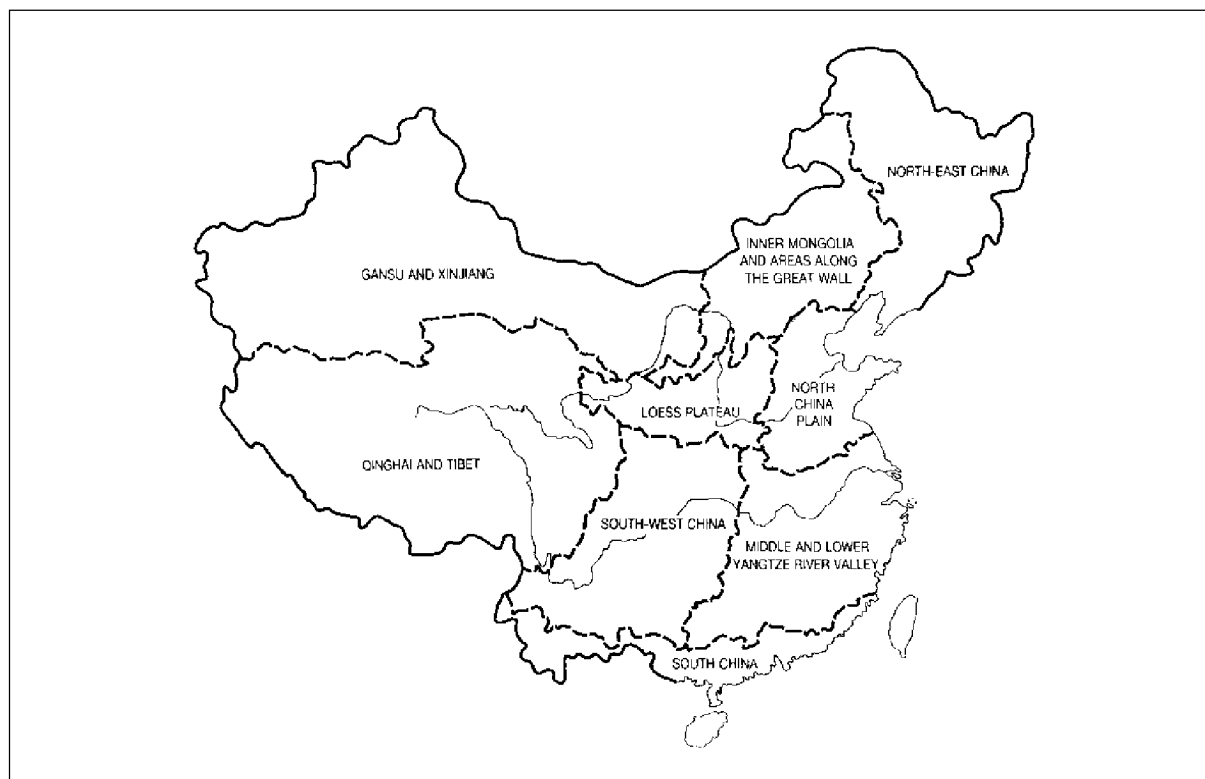 NORTH-EAST CHINA
INNER MONGOLIA
AND AREAS ALONG
THE GREAT WALL
GANSU AND XINJIANG
NORTH
CHINA
PLAIN
LOESS PLATEAU
QINGHAI AND TIBET
SOUTH-WEST CHINA
MIDDLE AND LOWER
YANGTZE RIVER VALLEY
SOUTH CHINA